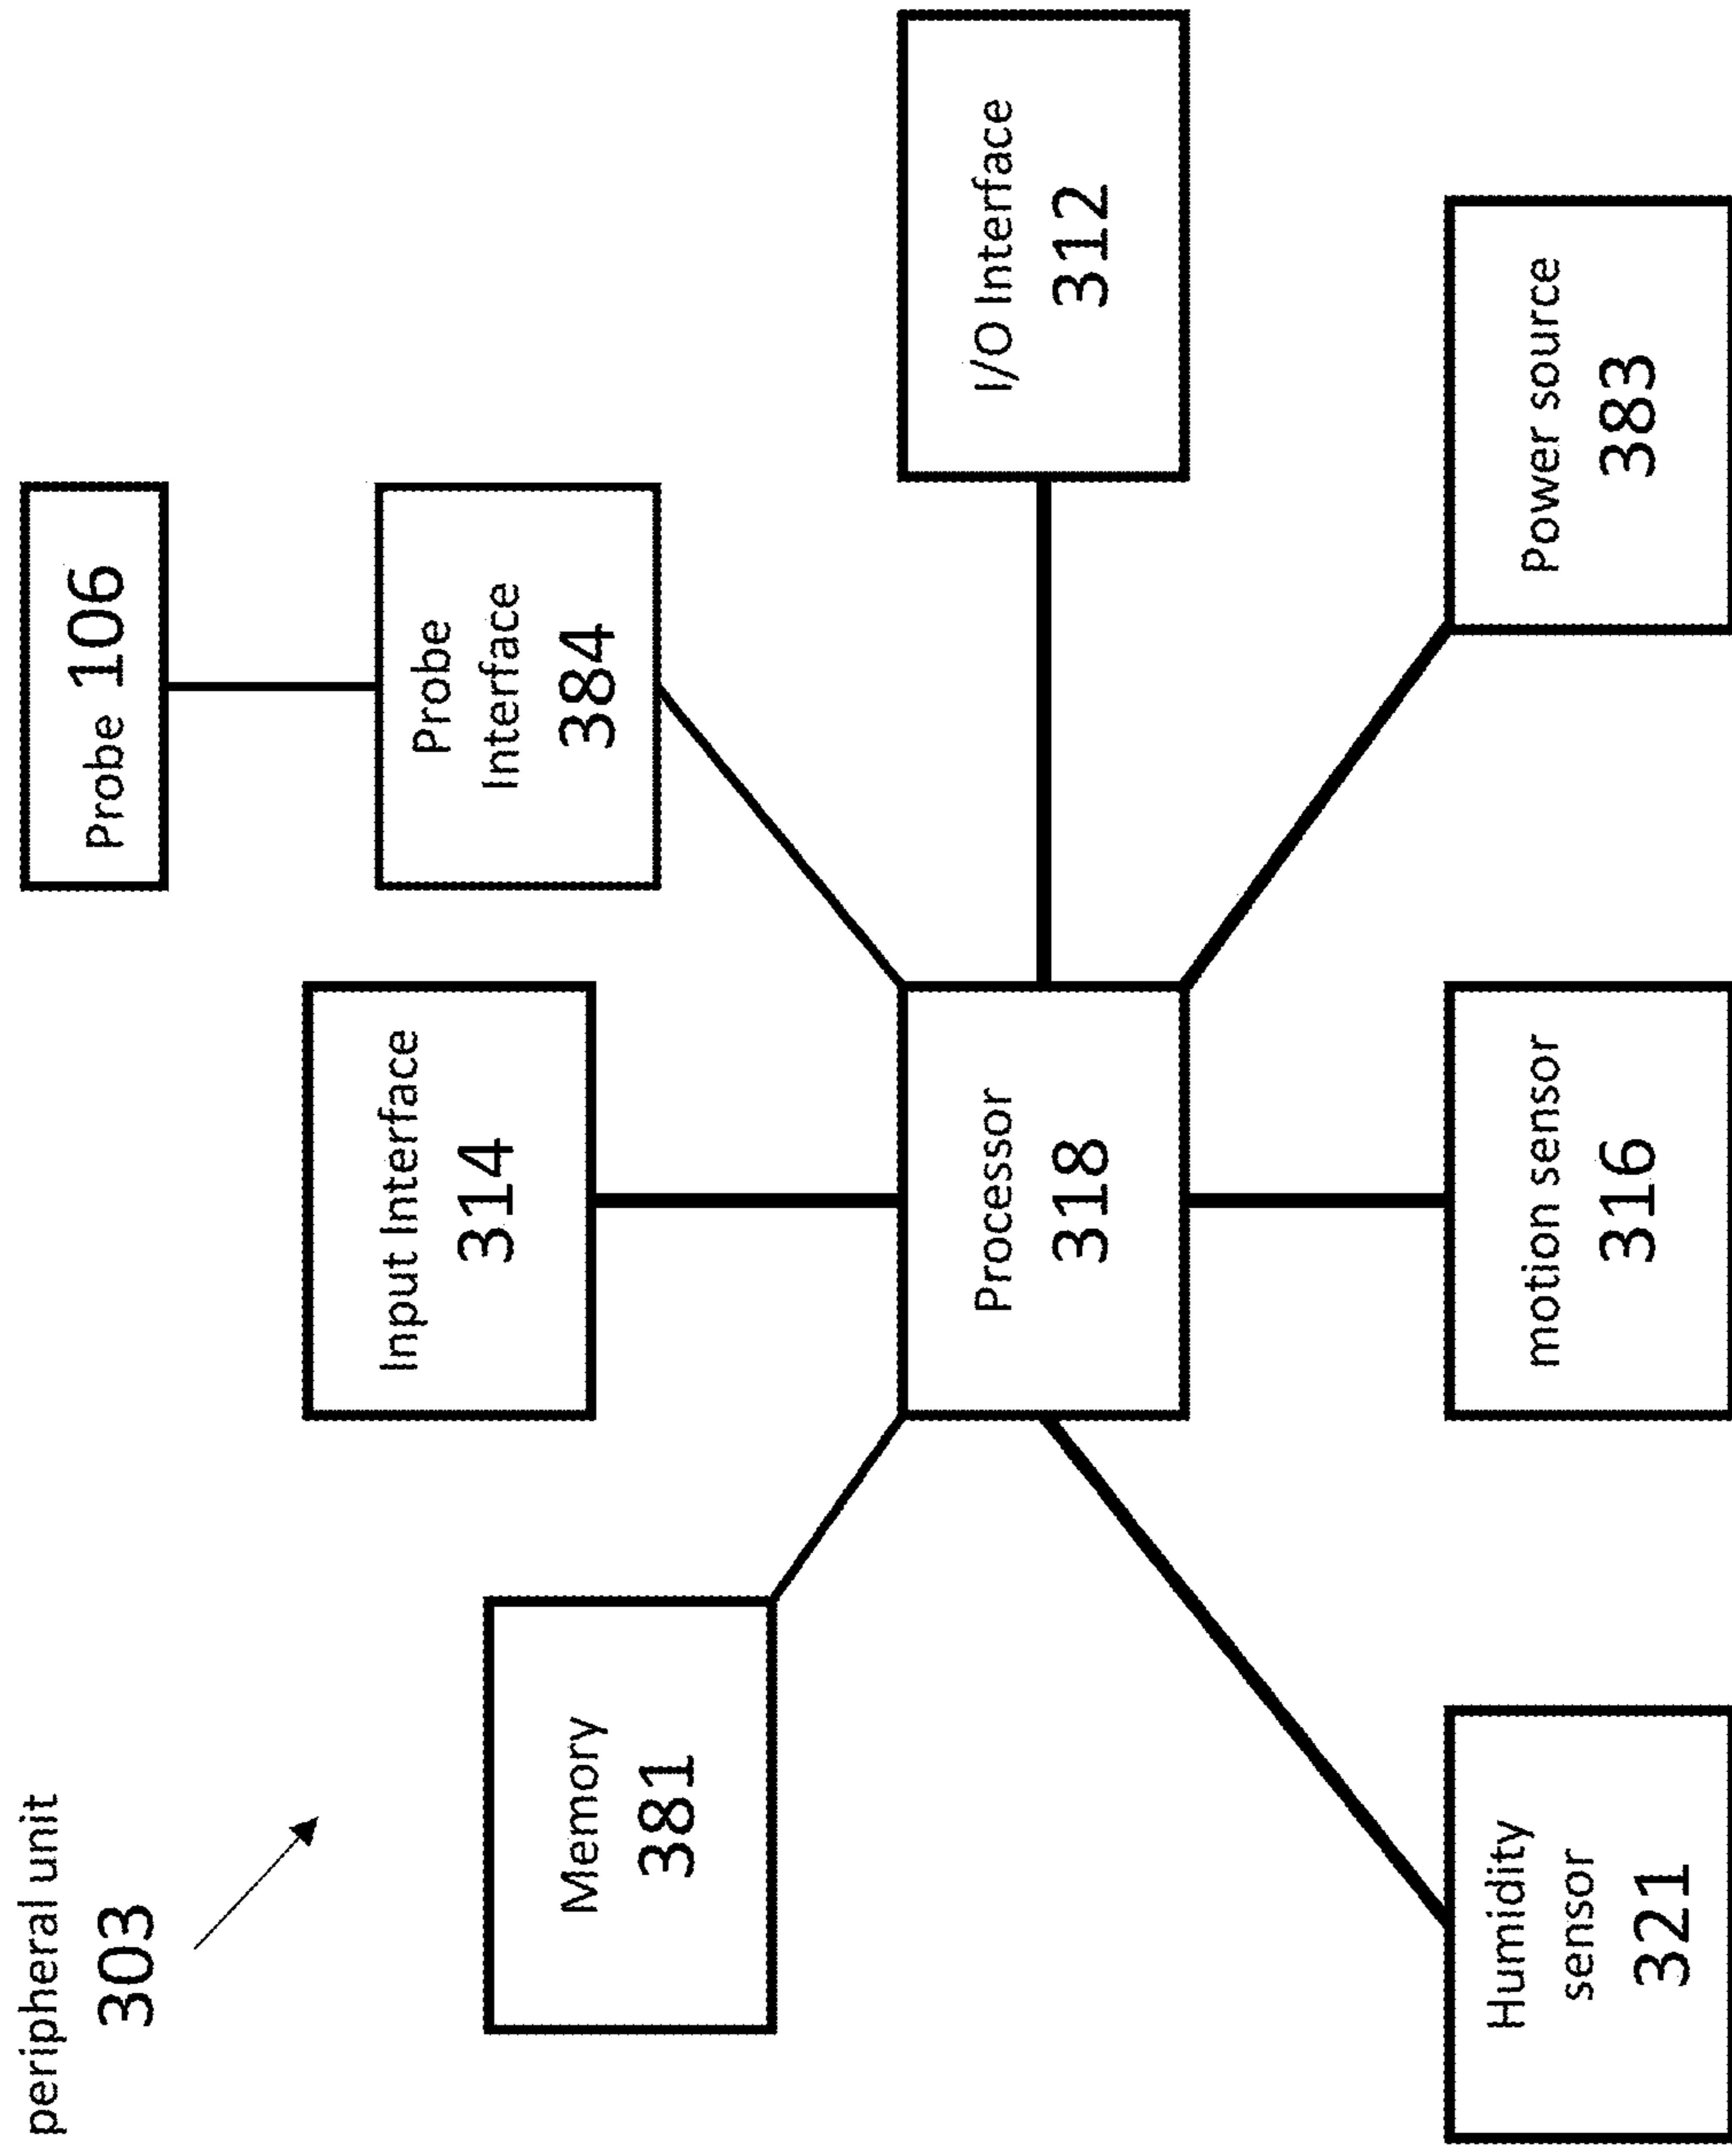 peripheral unit
303
Probe 106
Probe
Interface
384
Input Interface
314
Memory
381
I/O Interface
312
Processor
318
Power source
383
motion sensor
316
Humidity
sensor
321